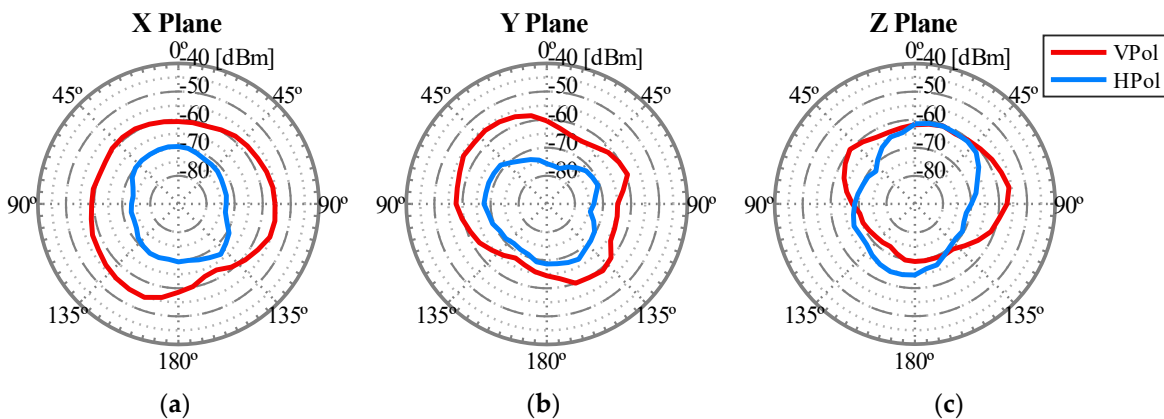 X Plane
0º
-40 [dBm]
-50
-60
-70
-80
45º
45º
90º
90º
135º
135º
180º
(a)
Y Plane
0º
-40 [dBm]
-50
-60
-70
-80
45º
45º
90º
90º
135º
135º
180º
(b)
Z Plane
0º
-40 [dBm]
-50
-60
-70
-80
45º
45º
90º
90º
135º
135º
180º
(c)
VPol
HPol